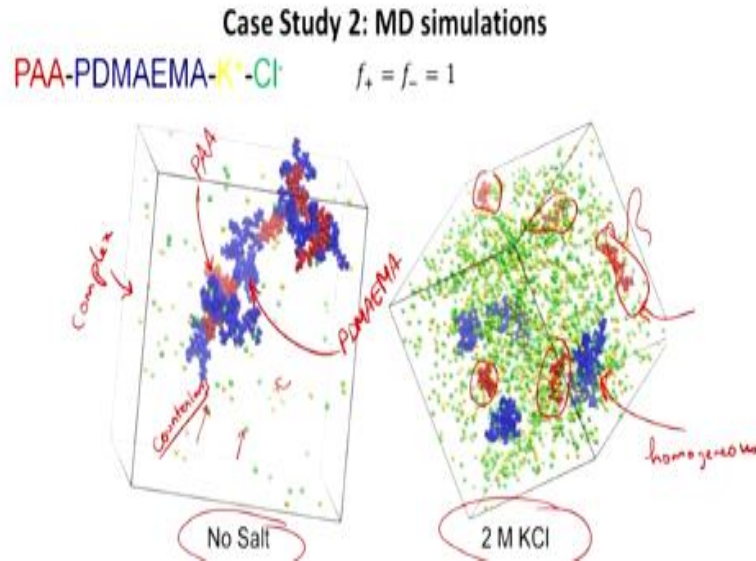 Case Study 2: MD simulations
PAA-PDMAEMA-K⁺-Cl⁻
f₊ = f₋ = 1
PAA
complex
PDMAEMA
counterions
homogeneous
No Salt
2 M KCl